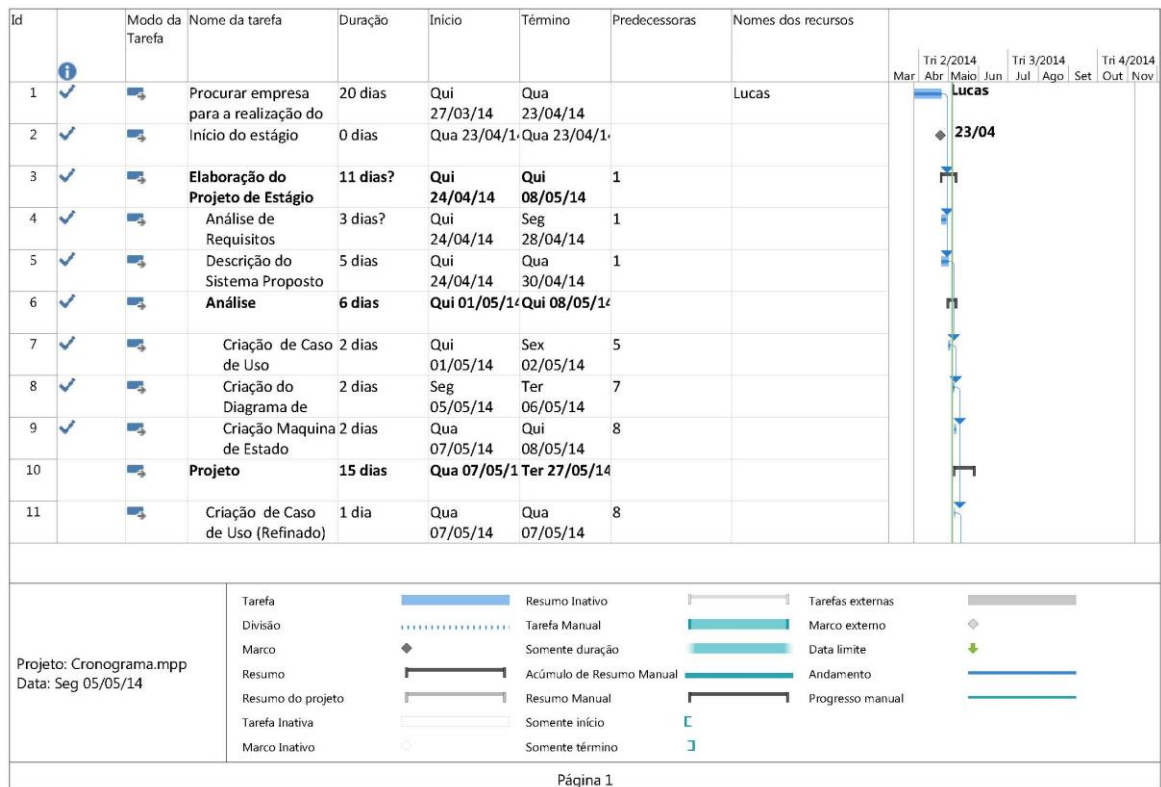 Id Modo da Nome da tarefa Duração Início Término Predecessoras Nomes dos recursos
Tarefa
Tri 2/2014 Tri 3/2014 Tri 4/2014
Mar Abr Maio Jun Jul Ago Set Out Nov
1 Procurar empresa 20 dias Qui Qua Lucas Lucas
para a realização do 27/03/14 23/04/14
2 Início do estágio 0 dias Qua 23/04/14 Qua 23/04/14 23/04
3 Elaboração do 11 dias? Qui Qui 1
Projeto de Estágio 24/04/14 08/05/14
4 Análise de 3 dias? Qui Seg 1
Requisitos 24/04/14 28/04/14
5 Descrição do 5 dias Qui Qua 1
Sistema Proposto 24/04/14 30/04/14
6 Análise 6 dias Qui 01/05/14 Qui 08/05/14
7 Criação de Caso 2 dias Qui Sex 5
de Uso 01/05/14 02/05/14
8 Criação do 2 dias Seg Ter 7
Diagrama de 05/05/14 06/05/14
9 Criação Maquina 2 dias Qua Qui 8
de Estado 07/05/14 08/05/14
10 Projeto 15 dias Qua 07/05/1 Ter 27/05/14
11 Criação de Caso 1 dia Qua Qua 8
de Uso (Refinado) 07/05/14 07/05/14
Projeto: Cronograma.mpp
Data: Seg 05/05/14
Tarefa Resumo Inativo Tarefas externas
Divisão Tarefa Manual Marco externo
Marco Somente duração Data limite
Resumo Acúmulo de Resumo Manual Andamento
Resumo do projeto Resumo Manual Progresso manual
Tarefa Inativa Somente início
Marco Inativo Somente término
Página 1